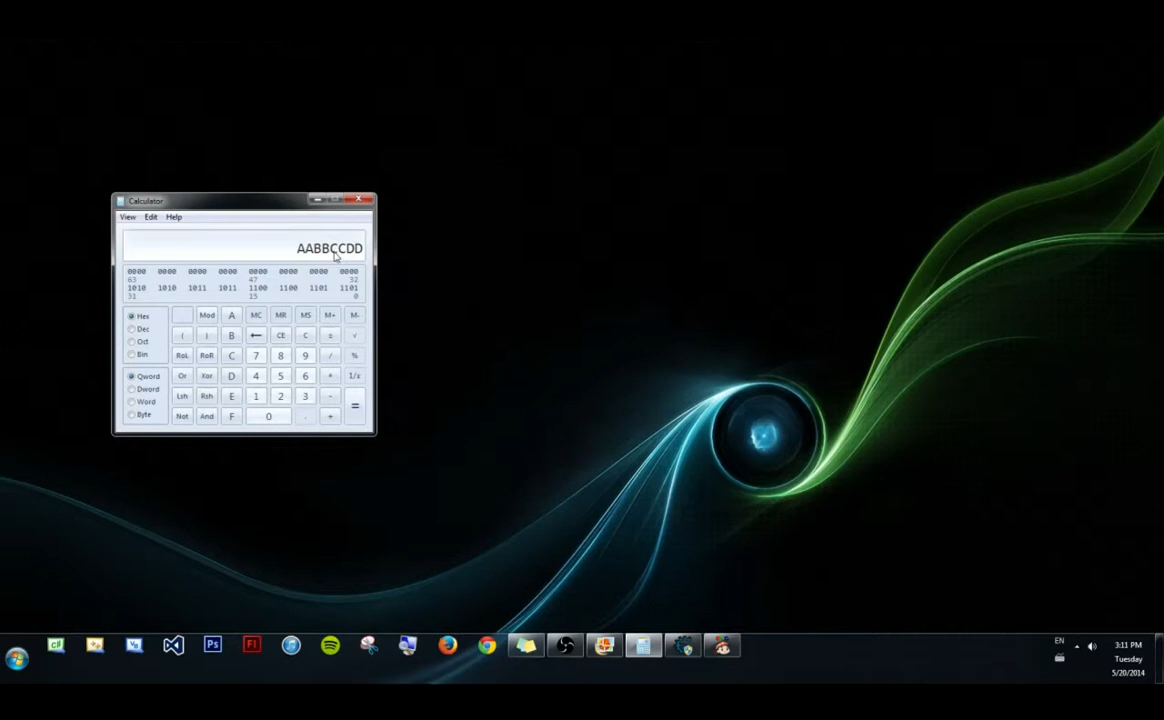 Calculator
View Edit Help
AABBCCDD
0000 0000 0000 0000 0000 0000 0000 0000
63 47 32
1010 1010 1011 1011 1100 1100 1101 1101
31 15 0
Hex Mod A MC MR MS M+ M-
Dec ( ) B ← CE C ± √
Oct
Bin RoL RoR C 7 8 9 / %
Qword Or Xor D 4 5 6 * 1/x
Dword Lsh Rsh E 1 2 3 - =
Word
Byte Not And F 0 . +
C# VB Ps Fl
EN
3:11 PM
Tuesday
5/20/2014